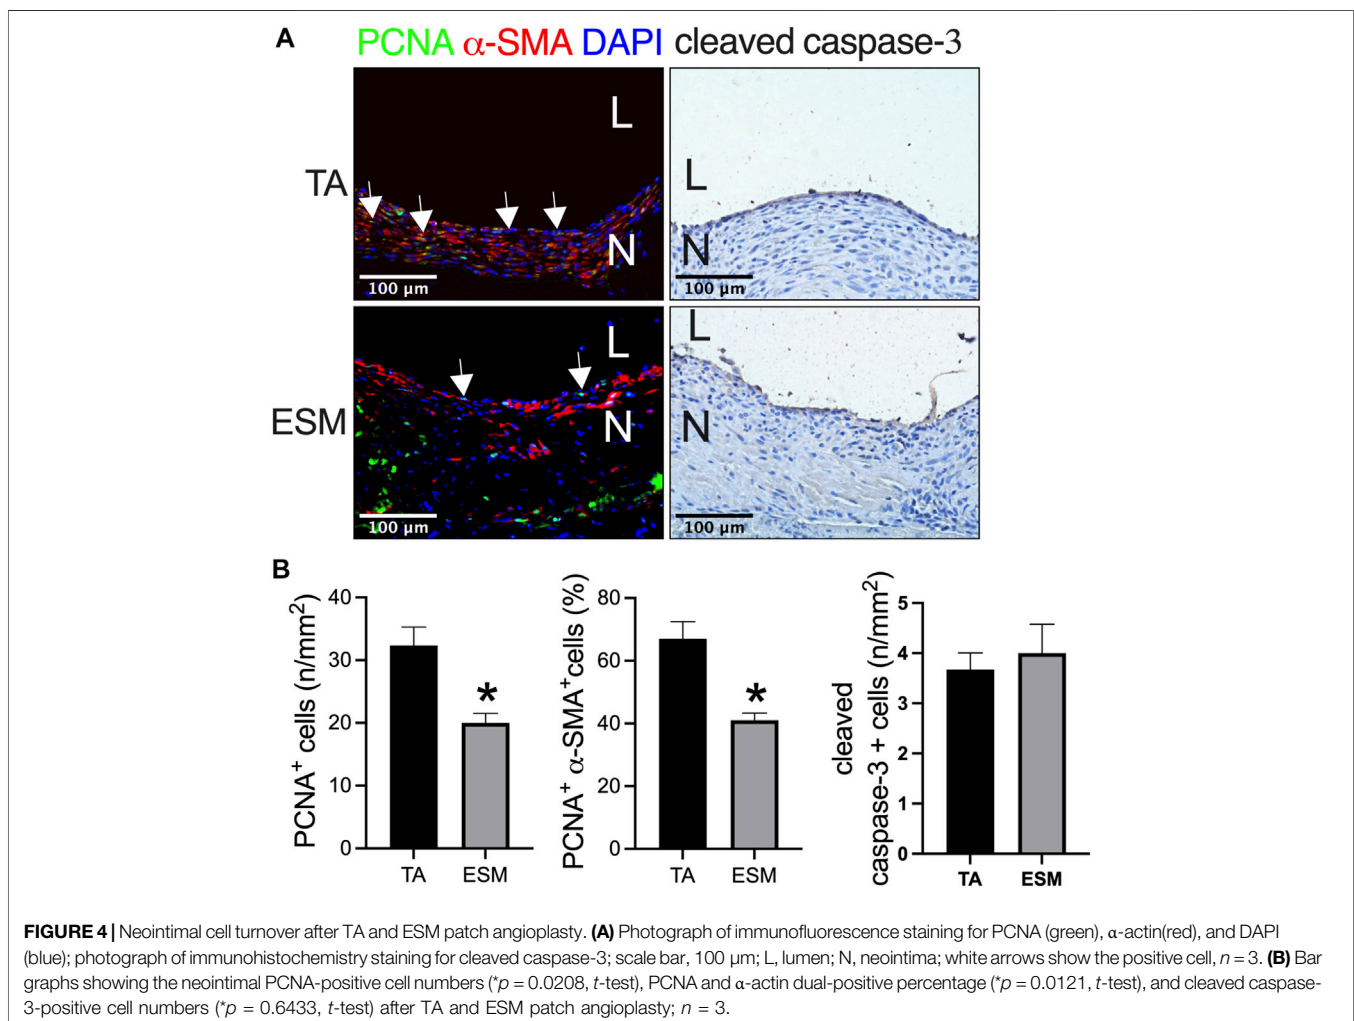 A
PCNA α-SMA DAPI cleaved caspase-3
TA
L
N
100 µm
L
N
100 µm
ESM
L
N
100 µm
L
N
100 µm
B
PCNA+ cells (n/mm2)
40
30
20
10
0
*
TA ESM
PCNA+ α-SMA+cells (%)
80
60
40
20
0
*
TA ESM
cleaved
caspase-3 + cells (n/mm2)
5
4
3
2
1
0
TA ESM
FIGURE 4 | Neointimal cell turnover after TA and ESM patch angioplasty. (A) Photograph of immunofluorescence staining for PCNA (green), α-actin(red), and DAPI
(blue); photograph of immunohistochemistry staining for cleaved caspase-3; scale bar, 100 µm; L, lumen; N, neointima; white arrows show the positive cell, n = 3. (B) Bar
graphs showing the neointimal PCNA-positive cell numbers (*p = 0.0208, t-test), PCNA and α-actin dual-positive percentage (*p = 0.0121, t-test), and cleaved caspase-
3-positive cell numbers (*p = 0.6433, t-test) after TA and ESM patch angioplasty; n = 3.